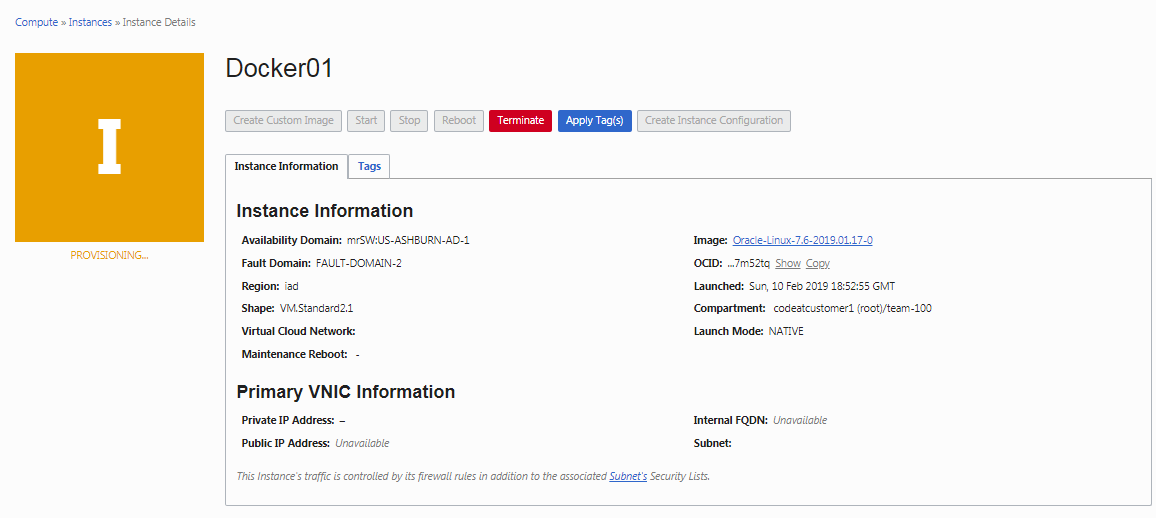 Compute » Instances » Instance Details
Docker01
I
Create Custom Image Start Stop Reboot Terminate Apply Tag(s) Create Instance Configuration
PROVISIONING...
Instance Information Tags
Instance Information
Availability Domain: mrSW:US-ASHBURN-AD-1
Fault Domain: FAULT-DOMAIN-2
Region: iad
Shape: VM.Standard2.1
Virtual Cloud Network:
Maintenance Reboot: -
Image: Oracle-Linux-7.6-2019.01.17-0
OCID: ...7m52tq Show Copy
Launched: Sun, 10 Feb 2019 18:52:55 GMT
Compartment: codeatcustomer1 (root)/team-100
Launch Mode: NATIVE
Primary VNIC Information
Private IP Address: –
Public IP Address: Unavailable
Internal FQDN: Unavailable
Subnet:
This Instance's traffic is controlled by its firewall rules in addition to the associated Subnet's Security Lists.